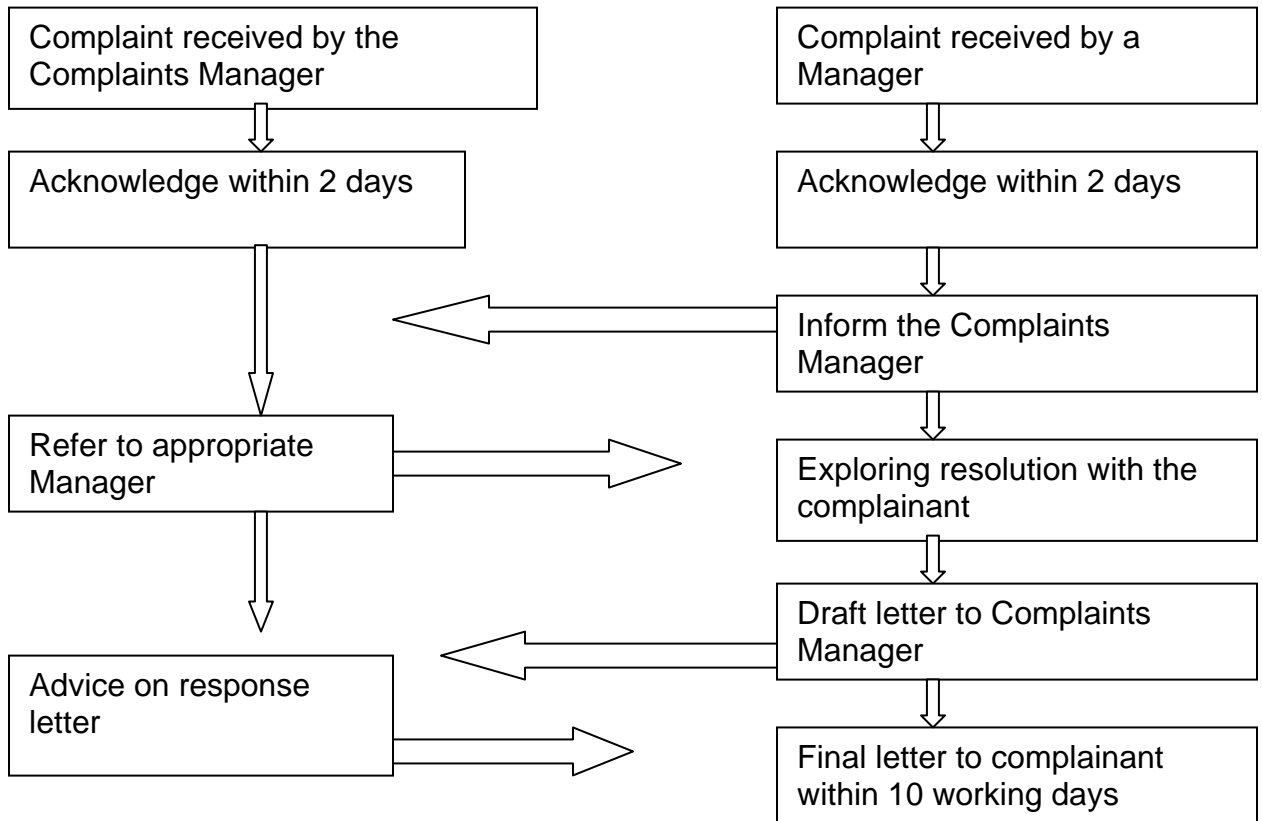 Complaint received by the
Complaints Manager
Acknowledge within 2 days
Refer to appropriate
Manager
Advice on response
letter
Complaint received by a
Manager
Acknowledge within 2 days
Inform the Complaints
Manager
Exploring resolution with the
complainant
Draft letter to Complaints
Manager
Final letter to complainant
within 10 working days